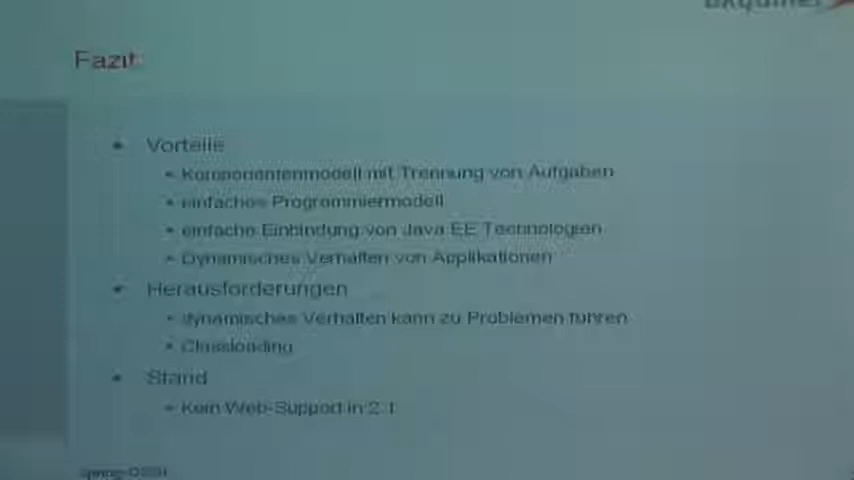 Fazit
Vorteile
Komponentenmodell mit Trennung von Aufgaben
einfaches Programmiermodell
einfache Einbindung von Java EE Technologien
Dynamisches Verhalten von Applikationen
Herausforderungen
dynamisches Verhalten kann zu Problemen führen
Classloading
Stand
Kein Web-Support in 2.1